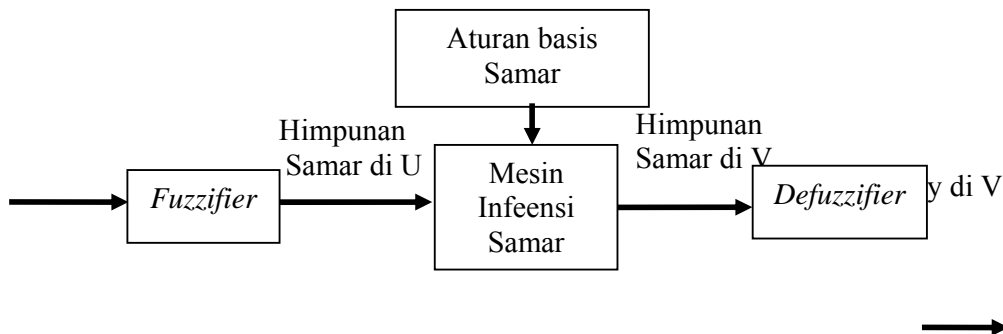 Aturan basis
Samar
Himpunan
Samar di U
Himpunan
Samar di V
Fuzzifier
Mesin
Infeensi
Samar
Defuzzifier
y di V